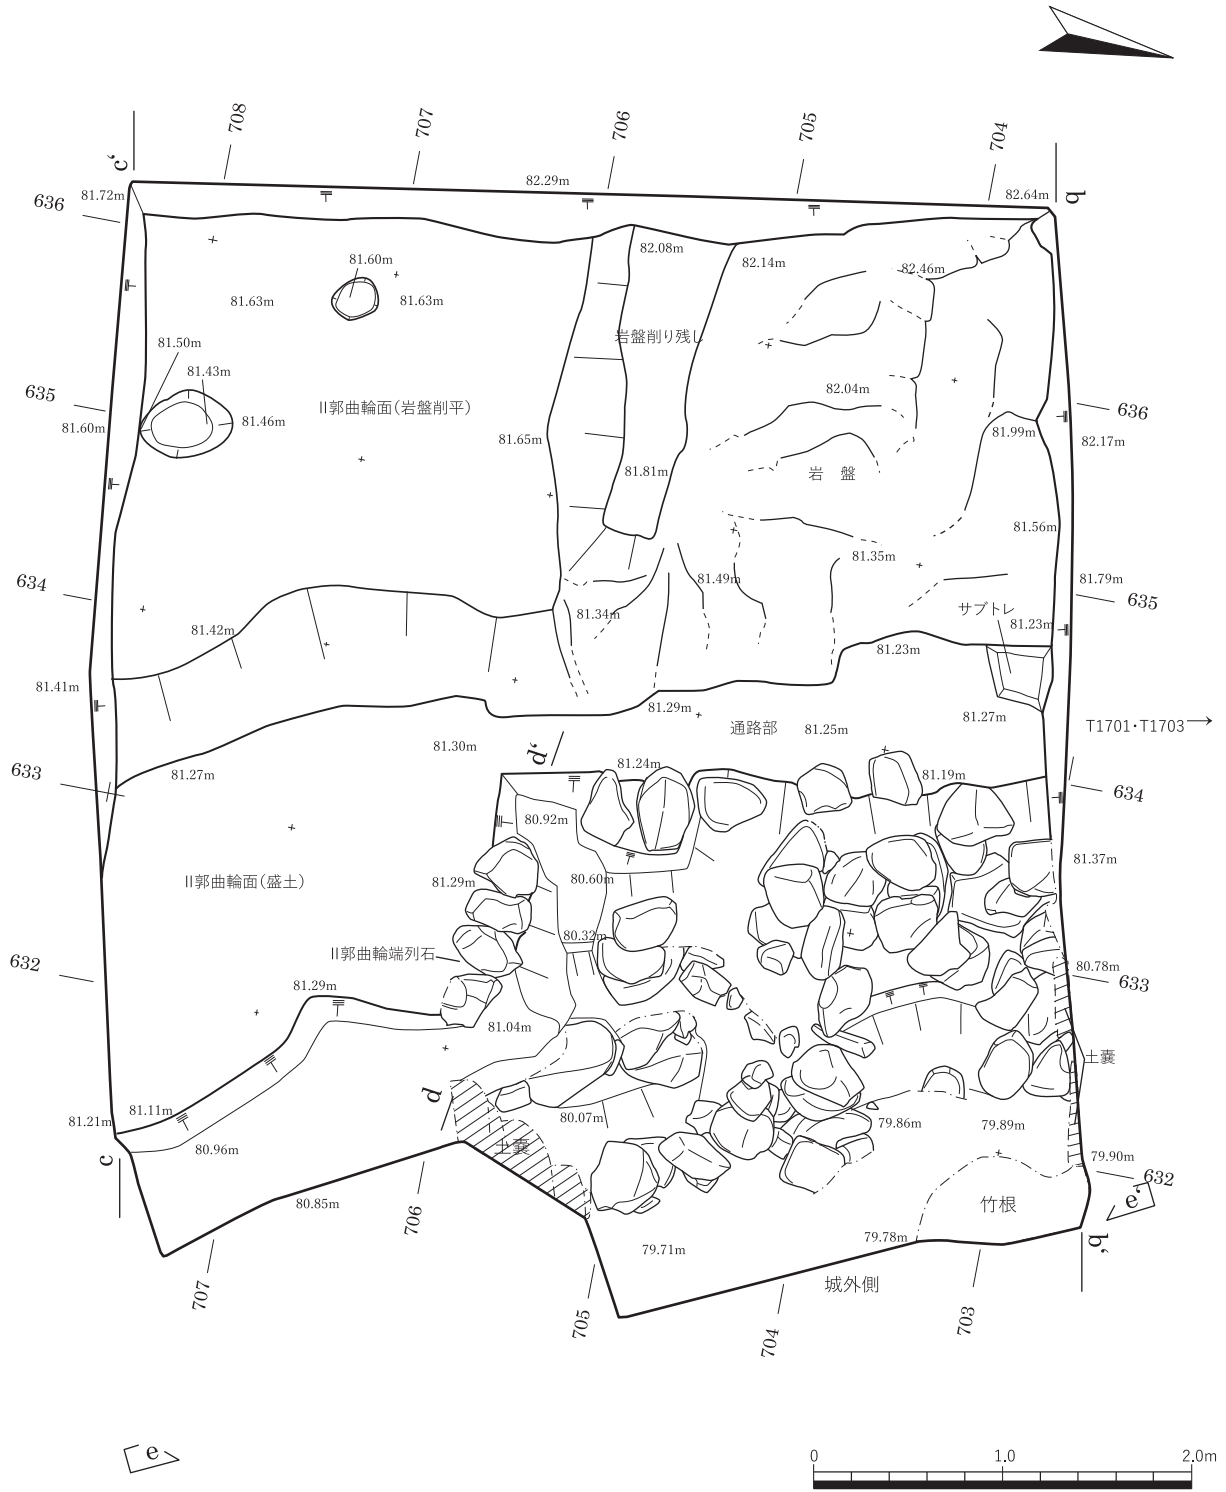 708
707
706
705
704
c'
b
636
81.72m
82.29m
82.64m
82.08m
82.14m
82.46m
81.60m
81.63m
81.63m
岩盤削り残し
81.50m
81.43m
82.04m
635
81.60m
81.46m
II郭曲輪面(岩盤削平)
81.65m
81.99m
636
82.17m
81.81m
岩 盤
81.56m
81.35m
634
81.49m
81.79m
635
サブトレ
81.34m
81.23m
81.42m
81.23m
81.41m
81.29m
81.27m
通路部
81.25m
T1701・T1703
81.30m
d'
633
81.27m
81.24m
81.19m
634
80.92m
81.37m
II郭曲輪面(盛土)
81.29m
80.60m
80.32m
II郭曲輪端列石
632
80.78m
633
81.29m
81.04m
土嚢
d
81.21m
81.11m
80.07m
79.86m
79.89m
c
80.96m
土嚢
79.90m
632
e'
80.85m
706
竹根
79.71m
79.78m
b'
城外側
707
705
704
703
e
0
1.0
2.0m